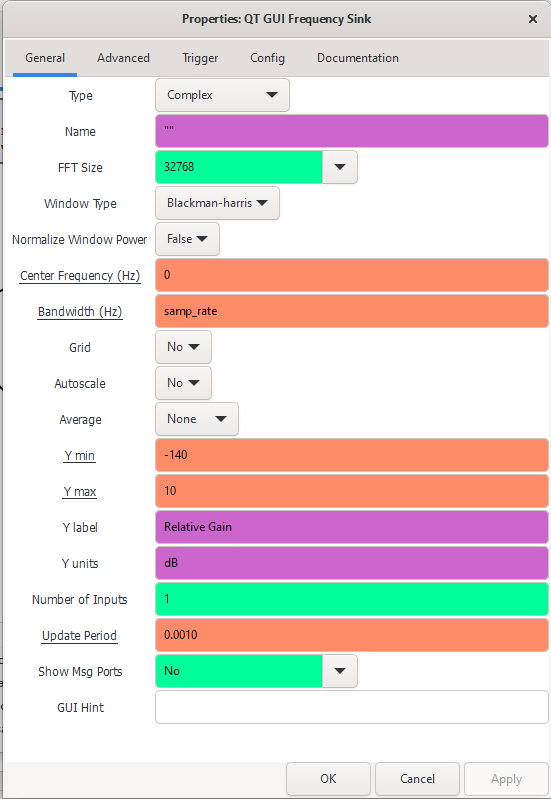 Properties: QT GUI Frequency Sink
General Advanced Trigger Config Documentation
Type Complex
Name ""
FFT Size 32768
Window Type Blackman-harris
Normalize Window Power False
Center Frequency (Hz) 0
Bandwidth (Hz) samp_rate
Grid No
Autoscale No
Average None
Y min -140
Y max 10
Y label Relative Gain
Y units dB
Number of Inputs 1
Update Period 0.0010
Show Msg Ports No
GUI Hint
OK Cancel Apply